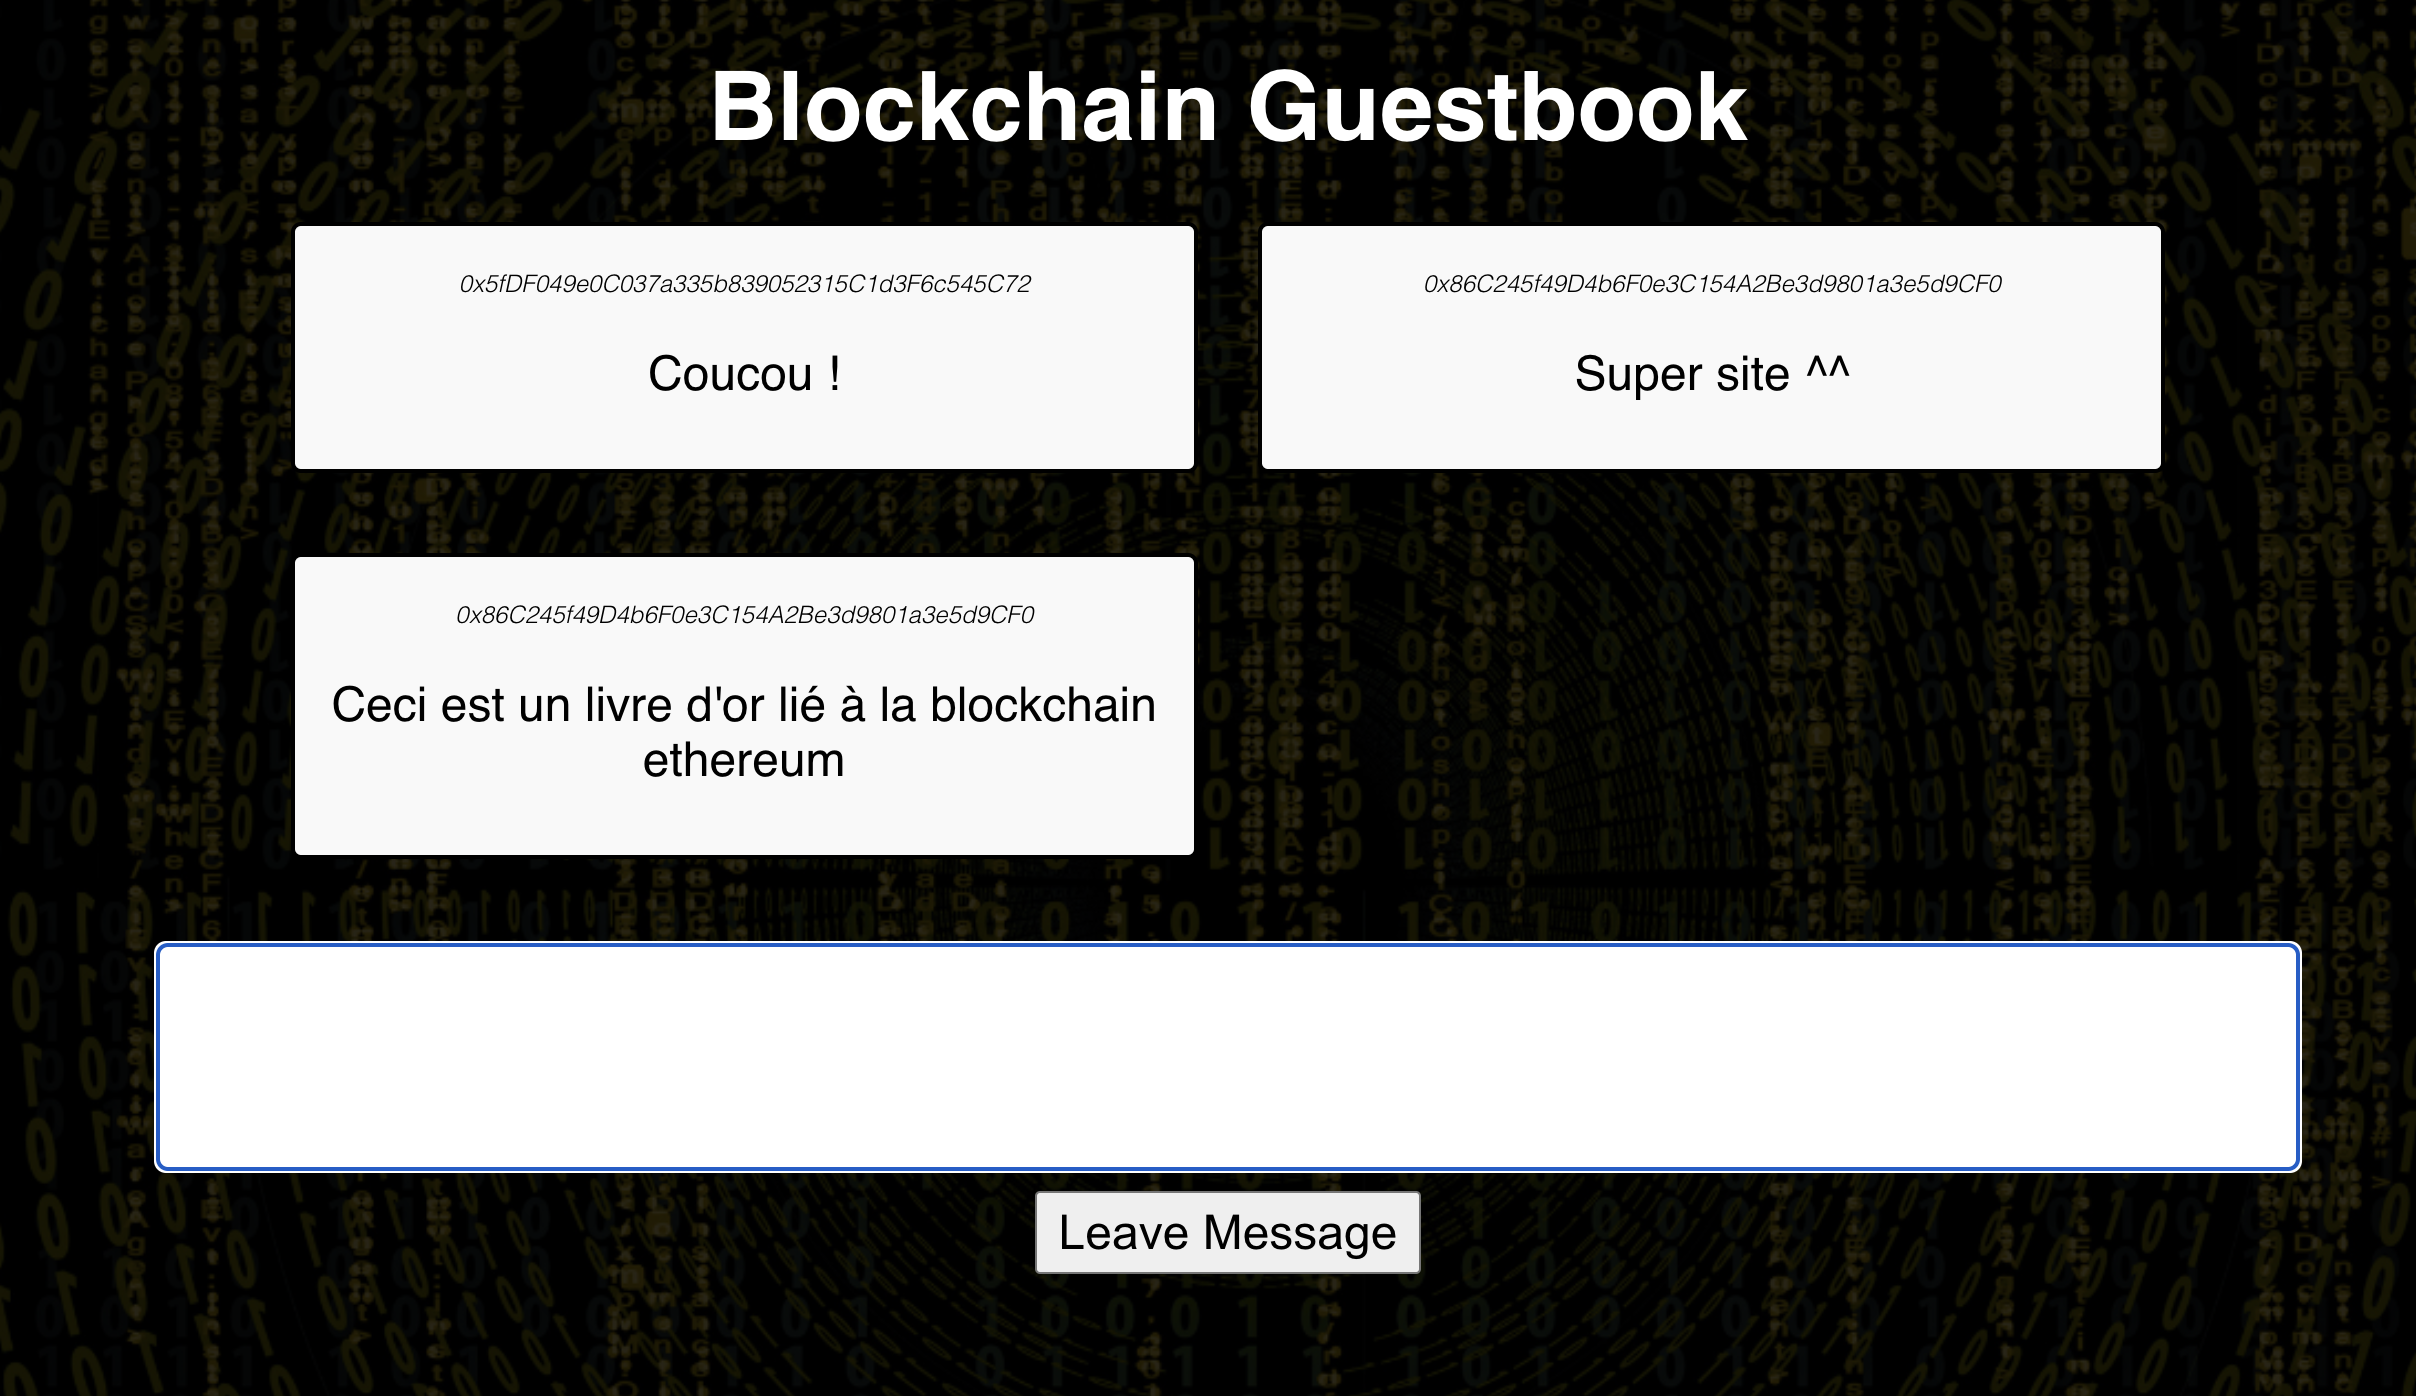 Blockchain Guestbook
0x5fDF049e0C037a335b839052315C1d3F6c545C72
Coucou !
0x86C245f49D4b6F0e3C154A2Be3d9801a3e5d9CF0
Super site ^^
0x86C245f49D4b6F0e3C154A2Be3d9801a3e5d9CF0
Ceci est un livre d'or lié à la blockchain
ethereum
Leave Message